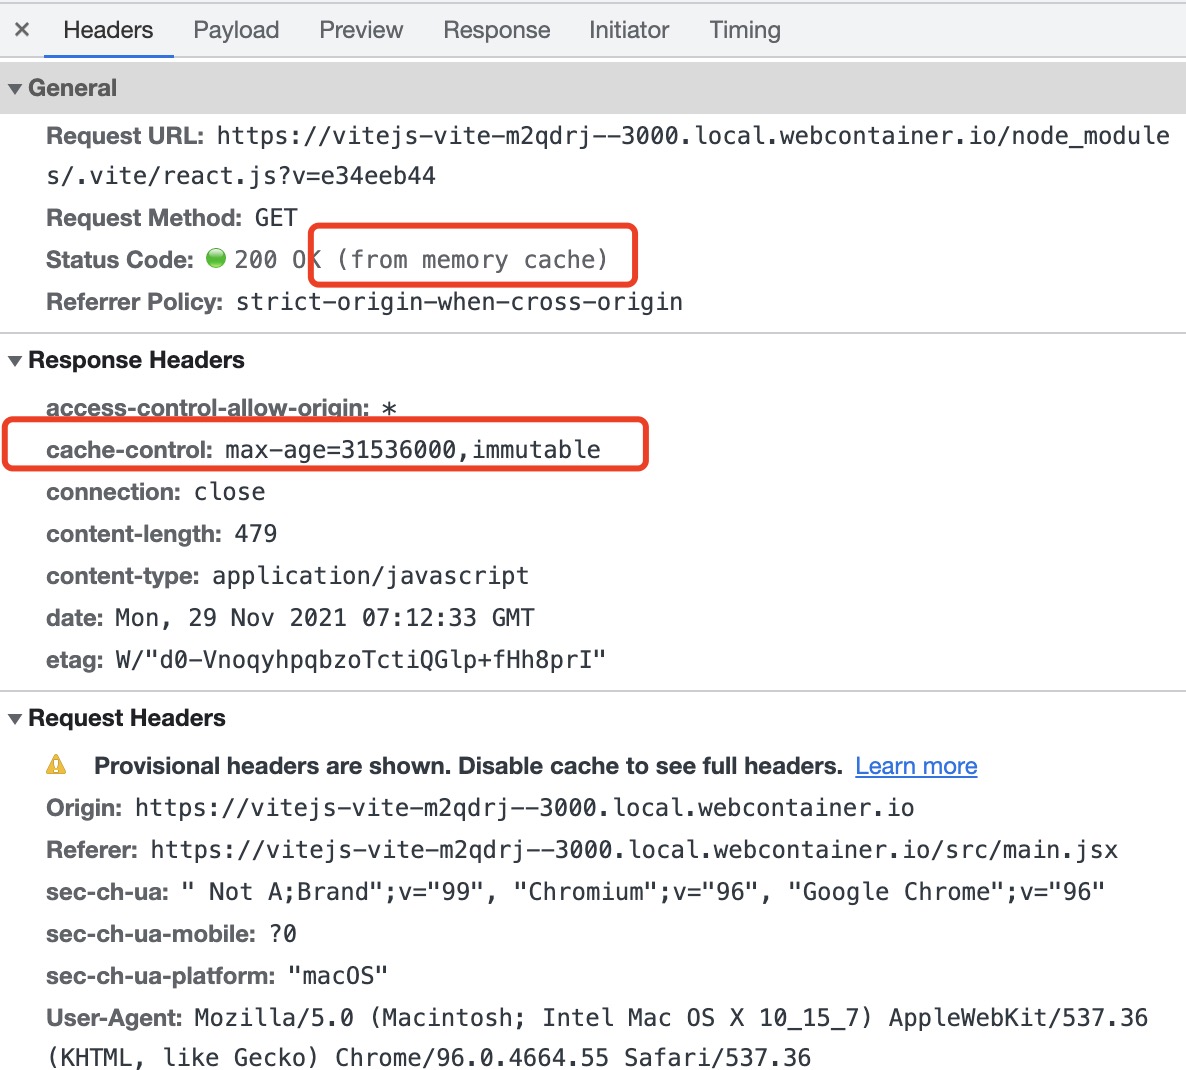 × Headers Payload Preview Response Initiator Timing
▼ General
Request URL: https://vitejs-vite-m2qdrj--3000.local.webcontainer.io/node_module
s/.vite/react.js?v=e34eeb44
Request Method: GET
Status Code: 200 OK (from memory cache)
Referrer Policy: strict-origin-when-cross-origin
▼ Response Headers
access-control-allow-origin: *
cache-control: max-age=31536000,immutable
connection: close
content-length: 479
content-type: application/javascript
date: Mon, 29 Nov 2021 07:12:33 GMT
etag: W/"d0-VnoqyhpqbzoTctiQGlp+fHh8prI"
▼ Request Headers
Provisional headers are shown. Disable cache to see full headers. Learn more
Origin: https://vitejs-vite-m2qdrj--3000.local.webcontainer.io
Referer: https://vitejs-vite-m2qdrj--3000.local.webcontainer.io/src/main.jsx
sec-ch-ua: " Not A;Brand";v="99", "Chromium";v="96", "Google Chrome";v="96"
sec-ch-ua-mobile: ?0
sec-ch-ua-platform: "macOS"
User-Agent: Mozilla/5.0 (Macintosh; Intel Mac OS X 10_15_7) AppleWebKit/537.36
(KHTML, like Gecko) Chrome/96.0.4664.55 Safari/537.36